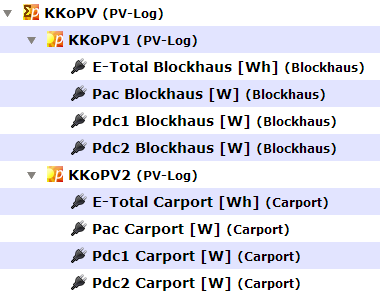 KKoPV (PV-Log)
KKoPV1 (PV-Log)
E-Total Blockhaus [Wh] (Blockhaus)
Pac Blockhaus [W] (Blockhaus)
Pdc1 Blockhaus [W] (Blockhaus)
Pdc2 Blockhaus [W] (Blockhaus)
KKoPV2 (PV-Log)
E-Total Carport [Wh] (Carport)
Pac Carport [W] (Carport)
Pdc1 Carport [W] (Carport)
Pdc2 Carport [W] (Carport)